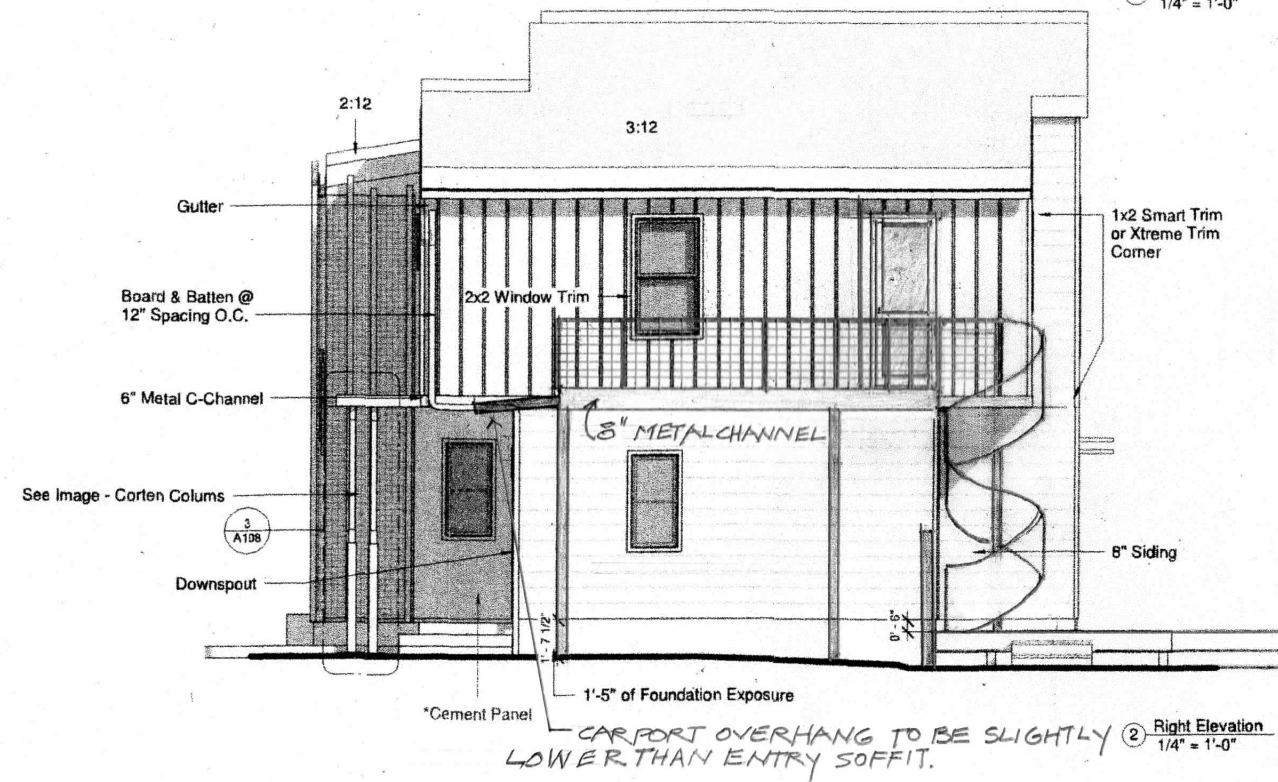 1/4" = 1'-0"
2:12
3:12
Gutter
1x2 Smart Trim
or Xtreme Trim
Corner
Board & Batten @
12" Spacing O.C.
2x2 Window Trim
6" Metal C-Channel
8" METAL CHANNEL
See Image - Corten Colums
3
A108
8" Siding
Downspout
1'- 7 1/2"
0' - 6"
1'-5" of Foundation Exposure
*Cement Panel
CARPORT OVERHANG TO BE SLIGHTLY
LOWER THAN ENTRY SOFFIT.
2 Right Elevation
1/4" = 1'-0"